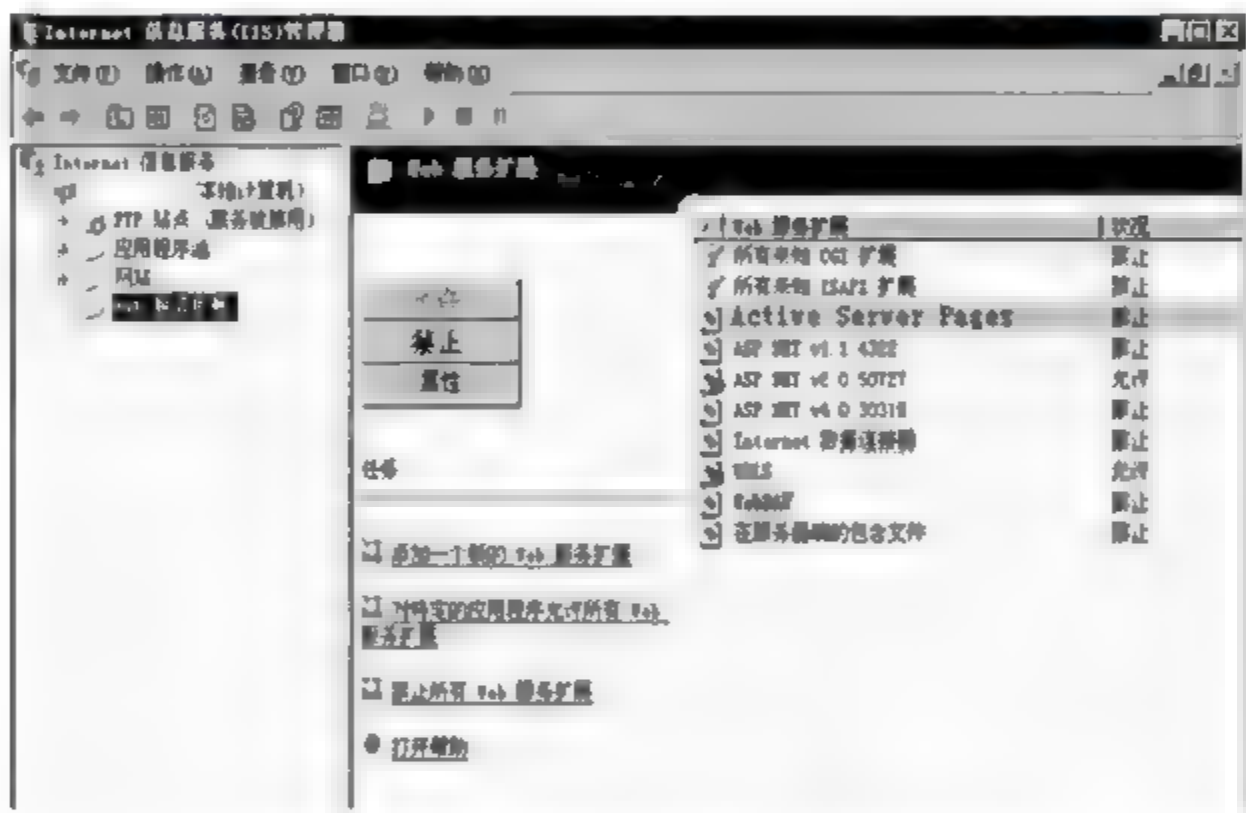 Internet 信息服务(IIS)管理器
文件(F) 操作(A) 查看(V) 窗口(W) 帮助(H)
Internet 信息服务
本地计算机)
FTP 站点 服务被禁用)
应用程序池
网站
Web 服务扩展
Web 服务扩展
禁止
属性
任务
添加一个新的 Web 服务扩展
对特定的应用程序允许所有 Web
服务扩展
禁止所有 Web 服务扩展
打开帮助
Web 服务扩展 状况
所有未知 CGI 扩展 禁止
所有未知 ISAPI 扩展 禁止
Active Server Pages 禁止
ASP.NET v1.1.4322 禁止
ASP.NET v2.0.50727 允许
ASP.NET v4.0.30319 禁止
Internet 数据连接器 禁止
允许
WebDAV 禁止
在服务器端的包含文件 禁止